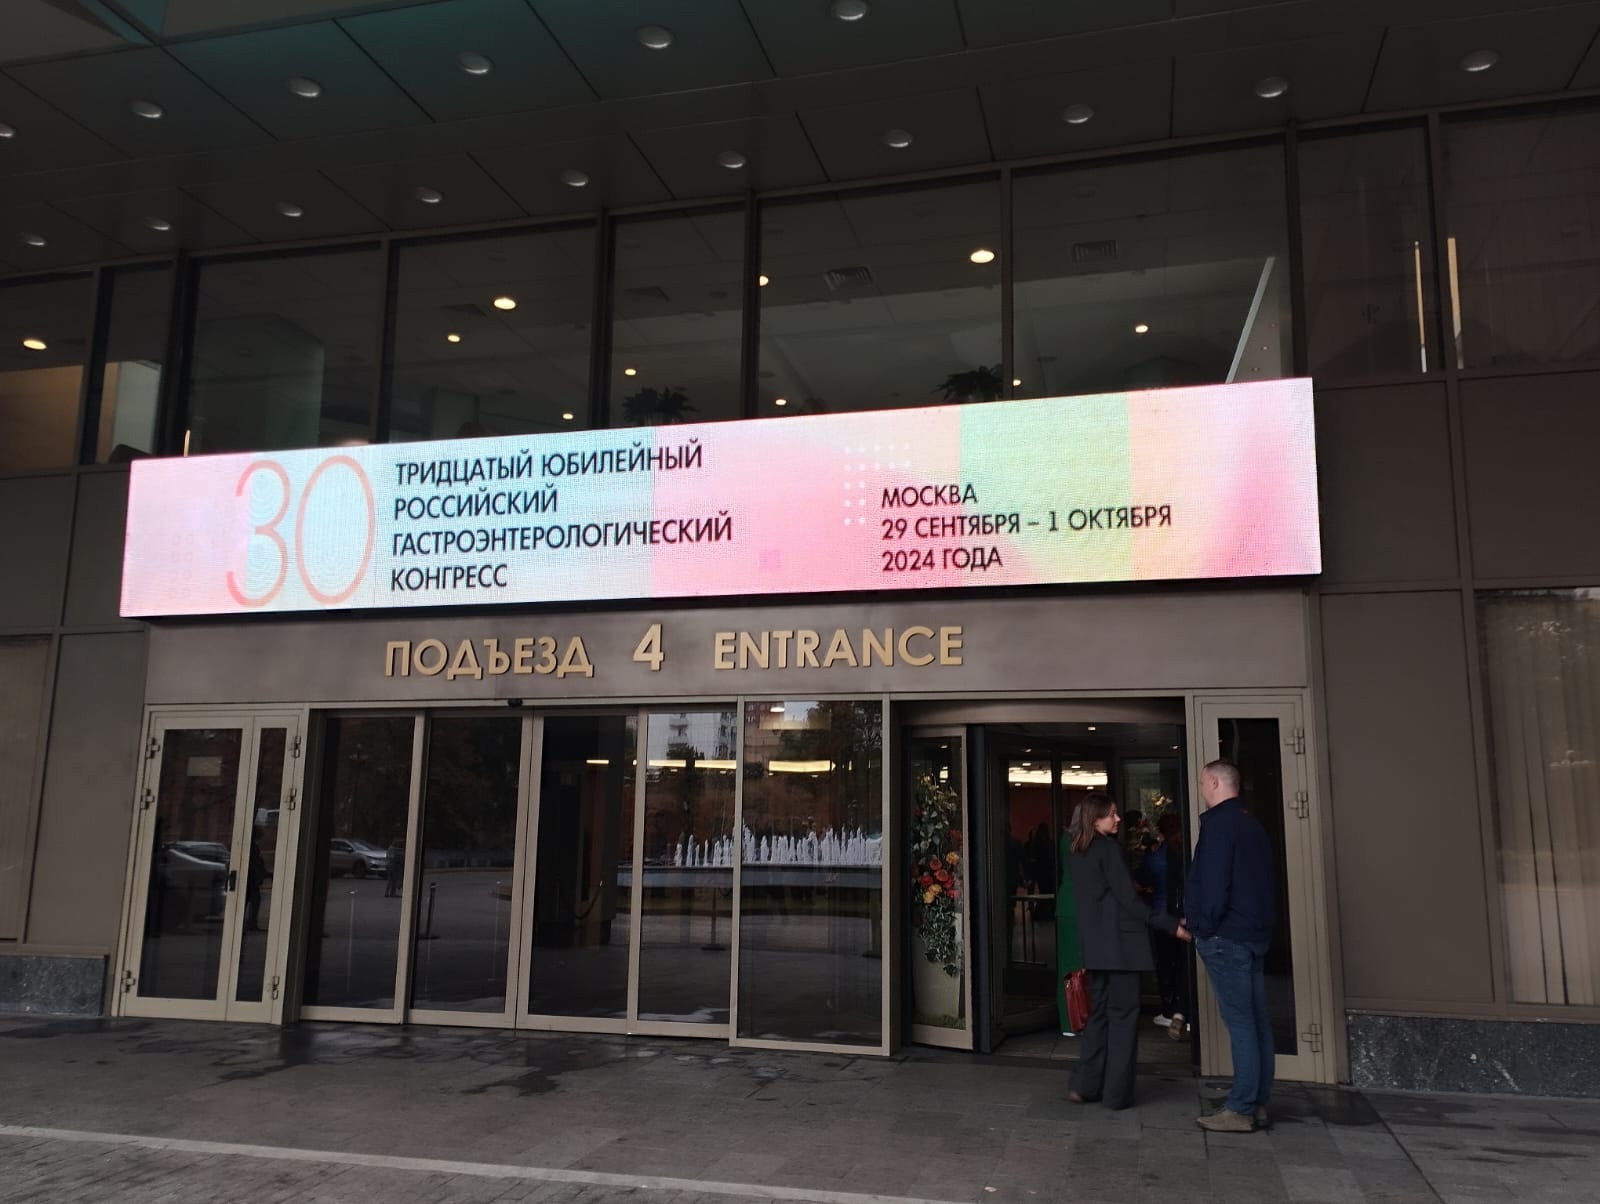 30
ТРИДЦАТЫЙ ЮБИЛЕЙНЫЙ
РОССИЙСКИЙ
ГАСТРОЭНТЕРОЛОГИЧЕСКИЙ
КОНГРЕСС
МОСКВА
29 СЕНТЯБРЯ – 1 ОКТЯБРЯ
2024 ГОДА
ПОДЪЕЗД 4 ENTRANCE